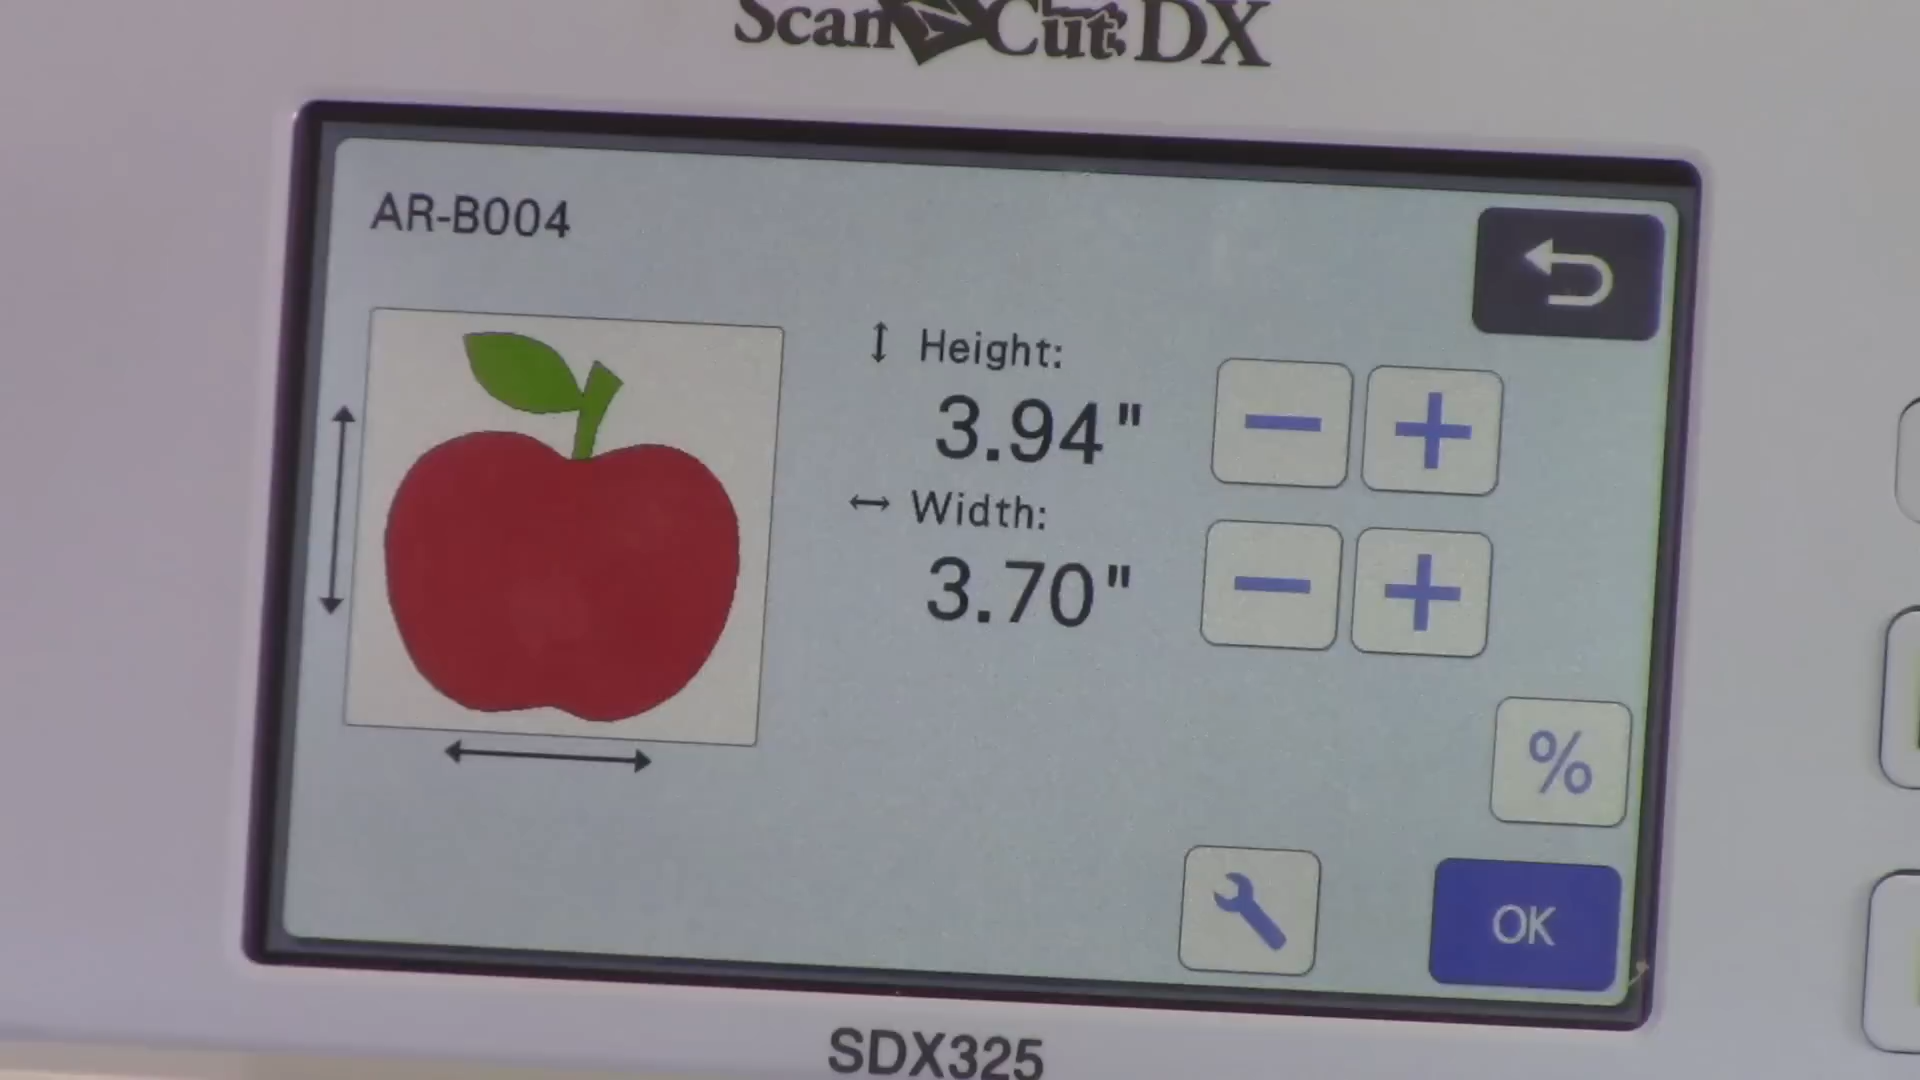 ScanNCut DX
AR-B004
Height:
3.94"
Width:
3.70"
%
OK
SDX325